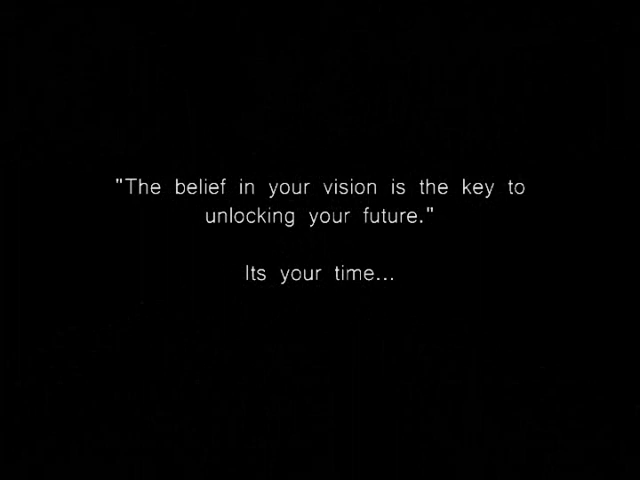 "The belief in your vision is the key to
unlocking your future."
Its your time...